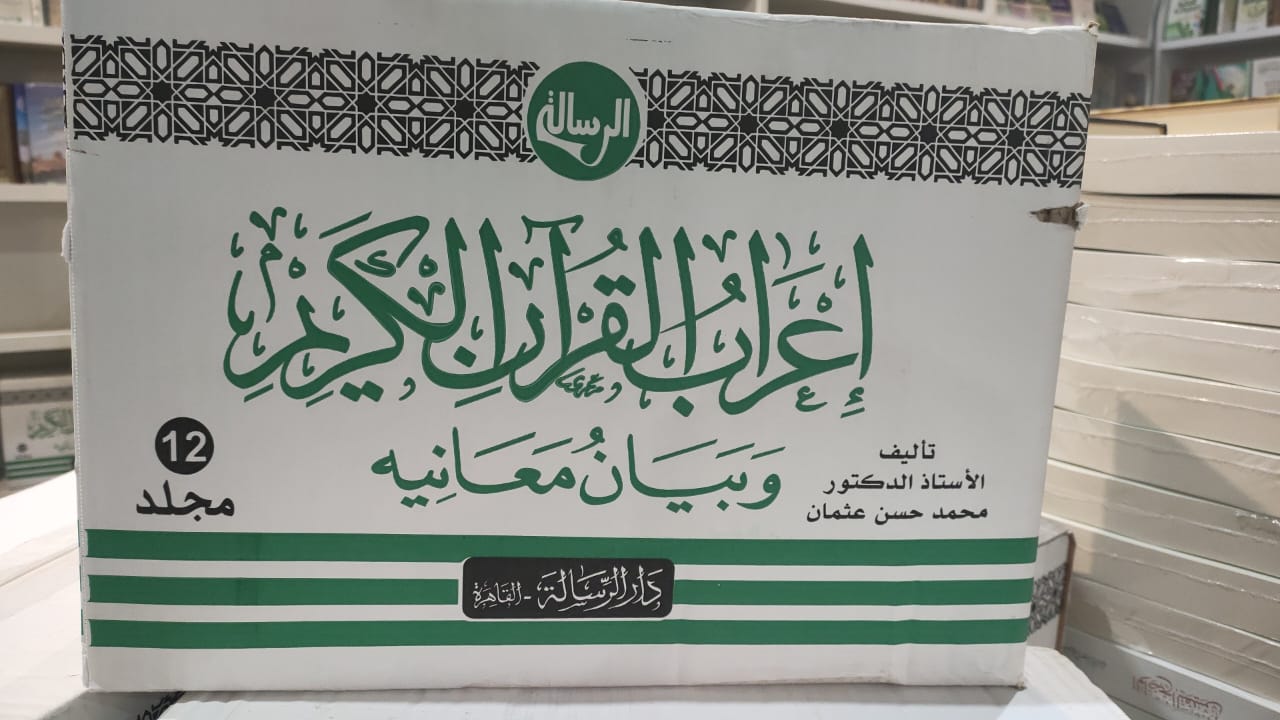 الرسالة
إعراب القرآن الكريم
وبيان معانيه
تأليف
الأستاذ الدكتور
محمد حسن عثمان
12
مجلد
دار الرسالة - القاهرة